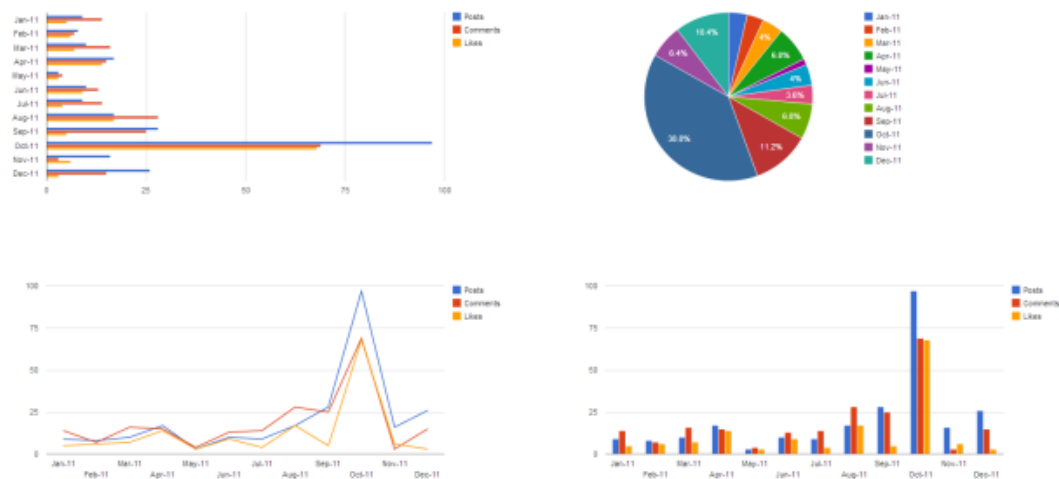 Jan-11
Feb-11
Mar-11
Apr-11
May-11
Jun-11
Jul-11
Aug-11
Sep-11
Oct-11
Nov-11
Dec-11
0
25
50
75
100
Posts
Comments
Likes
10.4%
4%
6.8%
4%
3.6%
6.8%
11.2%
38.8%
6.4%
Jan-11
Feb-11
Mar-11
Apr-11
May-11
Jun-11
Jul-11
Aug-11
Sep-11
Oct-11
Nov-11
Dec-11
100
75
50
25
0
Jan-11
Feb-11
Mar-11
Apr-11
May-11
Jun-11
Jul-11
Aug-11
Sep-11
Oct-11
Nov-11
Dec-11
Posts
Comments
Likes
100
75
50
25
0
Jan-11
Feb-11
Mar-11
Apr-11
May-11
Jun-11
Jul-11
Aug-11
Sep-11
Oct-11
Nov-11
Dec-11
Posts
Comments
Likes